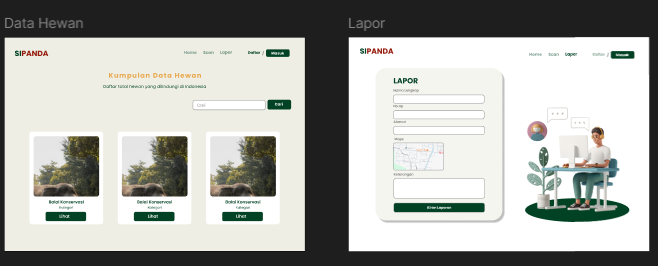 Data Hewan
SIPANDA
Home Scan Lapor Daftar / Masuk
Kumpulan Data Hewan
Daftar total hewan yang dilindungi di Indonesia
Cari
Cari
Balai Konservasi
Kategori
Lihat
Balai Konservasi
Kategori
Lihat
Balai Konservasi
Kategori
Lihat
Lapor
SIPANDA
Home Scan Lapor Daftar / Masuk
LAPOR
Nama Lengkap
No.Hp
Alamat
Maps
Keterangan
Kirim Laporan